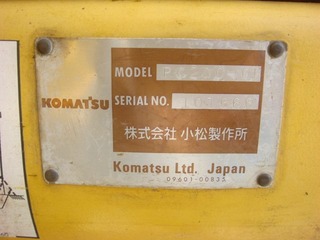 MODEL
KOMATSU
SERIAL NO.
株式会社 小松製作所
Komatsu Ltd. Japan
09601-00835